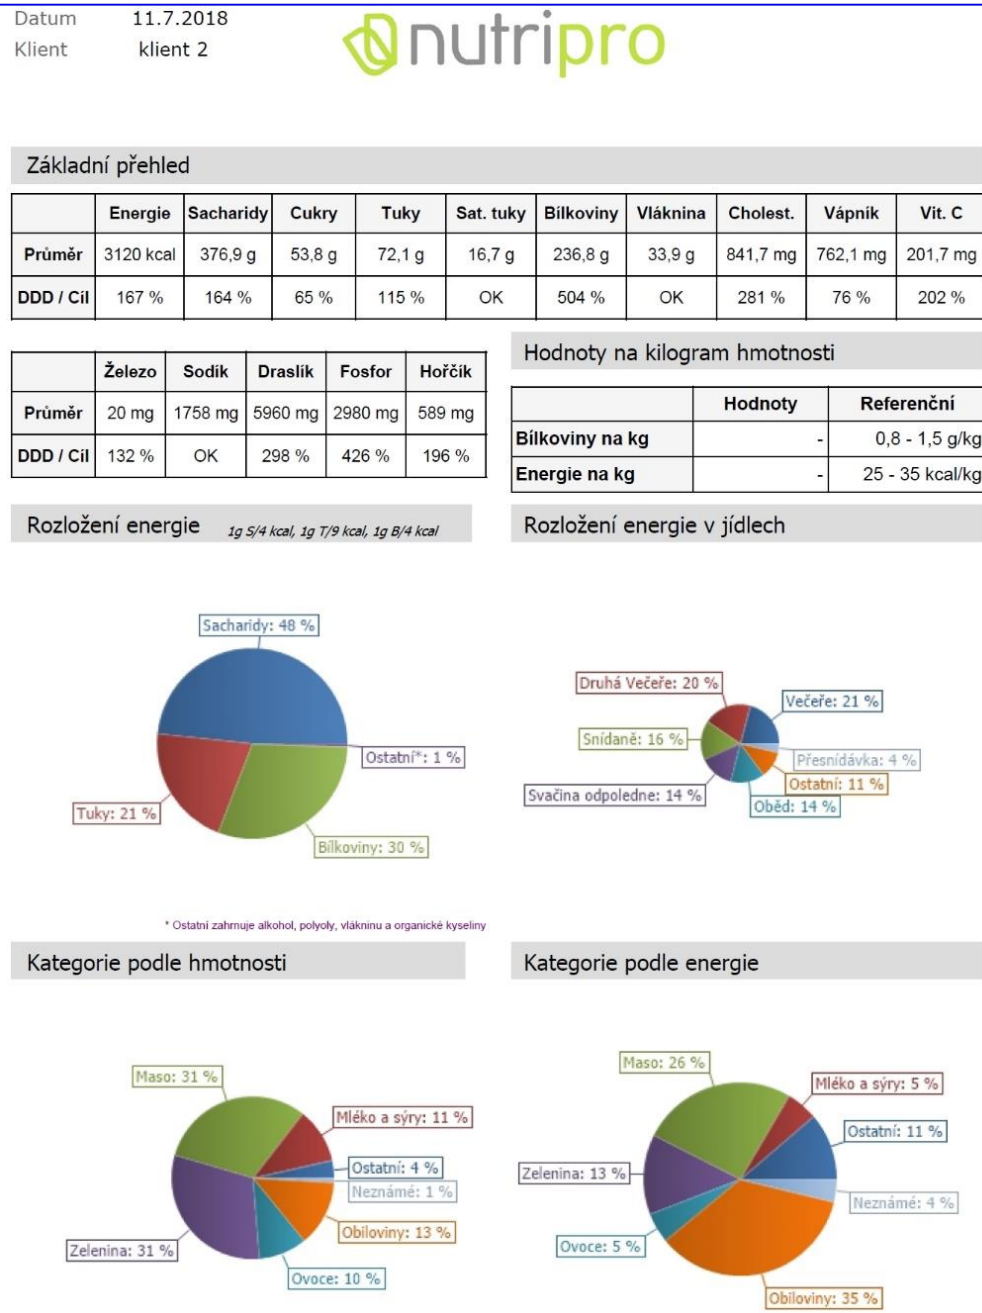 Datum 11.7.2018
Klient klient 2
nutripro
Základní přehled
Energie Sacharidy Cukry Tuky Sat. tuky Bílkoviny Vláknina Cholest. Vápník Vit. C
Průměr 3120 kcal 376,9 g 53,8 g 72,1 g 16,7 g 236,8 g 33,9 g 841,7 mg 762,1 mg 201,7 mg
DDD / Cíl 167 % 164 % 65 % 115 % OK 504 % OK 281 % 76 % 202 %
Železo Sodík Draslík Fosfor Hořčík
Průměr 20 mg 1758 mg 5960 mg 2980 mg 589 mg
DDD / Cíl 132 % OK 298 % 426 % 196 %
Hodnoty na kilogram hmotnosti
Hodnoty Referenční
Bílkoviny na kg - 0,8 - 1,5 g/kg
Energie na kg - 25 - 35 kcal/kg
Rozložení energie 1g S/4 kcal, 1g T/9 kcal, 1g B/4 kcal
Sacharidy: 48 %
Ostatní*: 1 %
Tuky: 21 %
Bílkoviny: 30 %
* Ostatní zahrnuje alkohol, polyoly, vlákninu a organické kyseliny
Rozložení energie v jídlech
Druhá Večeře: 20 %
Večeře: 21 %
Snídaně: 16 %
Přesnídávka: 4 %
Ostatní: 11 %
Svačina odpoledne: 14 %
Oběd: 14 %
Kategorie podle hmotnosti
Maso: 31 %
Mléko a sýry: 11 %
Ostatní: 4 %
Neznámé: 1 %
Obiloviny: 13 %
Zelenina: 31 %
Ovoce: 10 %
Kategorie podle energie
Maso: 26 %
Mléko a sýry: 5 %
Ostatní: 11 %
Zelenina: 13 %
Neznámé: 4 %
Ovoce: 5 %
Obiloviny: 35 %